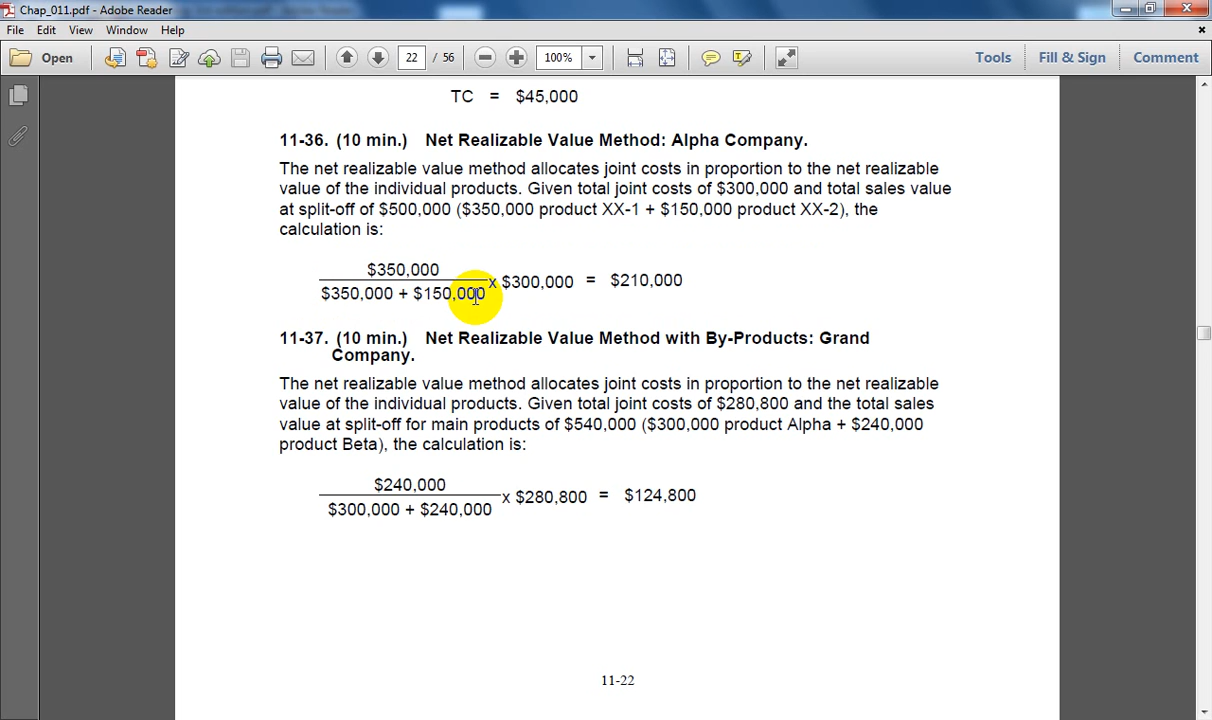 Chap_011.pdf - Adobe Reader
File Edit View Window Help
Open 22 / 56 100% Tools Fill & Sign Comment
TC = $45,000
11-36. (10 min.) Net Realizable Value Method: Alpha Company.
The net realizable value method allocates joint costs in proportion to the net realizable
value of the individual products. Given total joint costs of $300,000 and total sales value
at split-off of $500,000 ($350,000 product XX-1 + $150,000 product XX-2), the
calculation is:
$350,000
$350,000 + $150,000 x $300,000 = $210,000
11-37. (10 min.) Net Realizable Value Method with By-Products: Grand
Company.
The net realizable value method allocates joint costs in proportion to the net realizable
value of the individual products. Given total joint costs of $280,800 and the total sales
value at split-off for main products of $540,000 ($300,000 product Alpha + $240,000
product Beta), the calculation is:
$240,000
$300,000 + $240,000 x $280,800 = $124,800
11-22